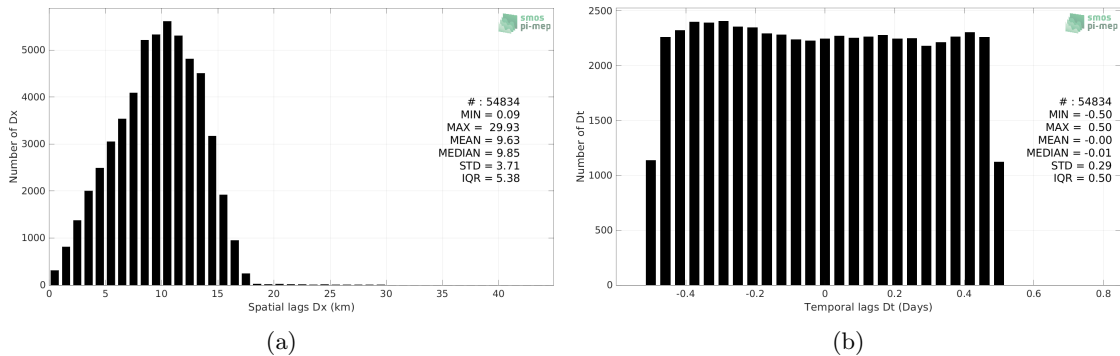 smos
pi-mep
Number of Dx
5000
4000
3000
2000
1000
0
# : 54834
MIN = 0.09
MAX = 29.93
MEAN = 9.63
MEDIAN = 9.85
STD = 3.71
IQR = 5.38
0 5 10 15 20 25 30 35 40
Spatial lags Dx (km)
(a)
smos
pi-mep
Number of Dt
2500
2000
1500
1000
500
0
# : 54834
MIN = -0.50
MAX = 0.50
MEAN = -0.00
MEDIAN = -0.01
STD = 0.29
IQR = 0.50
-0.4 -0.2 0 0.2 0.4 0.6 0.8
Temporal lags Dt (Days)
(b)